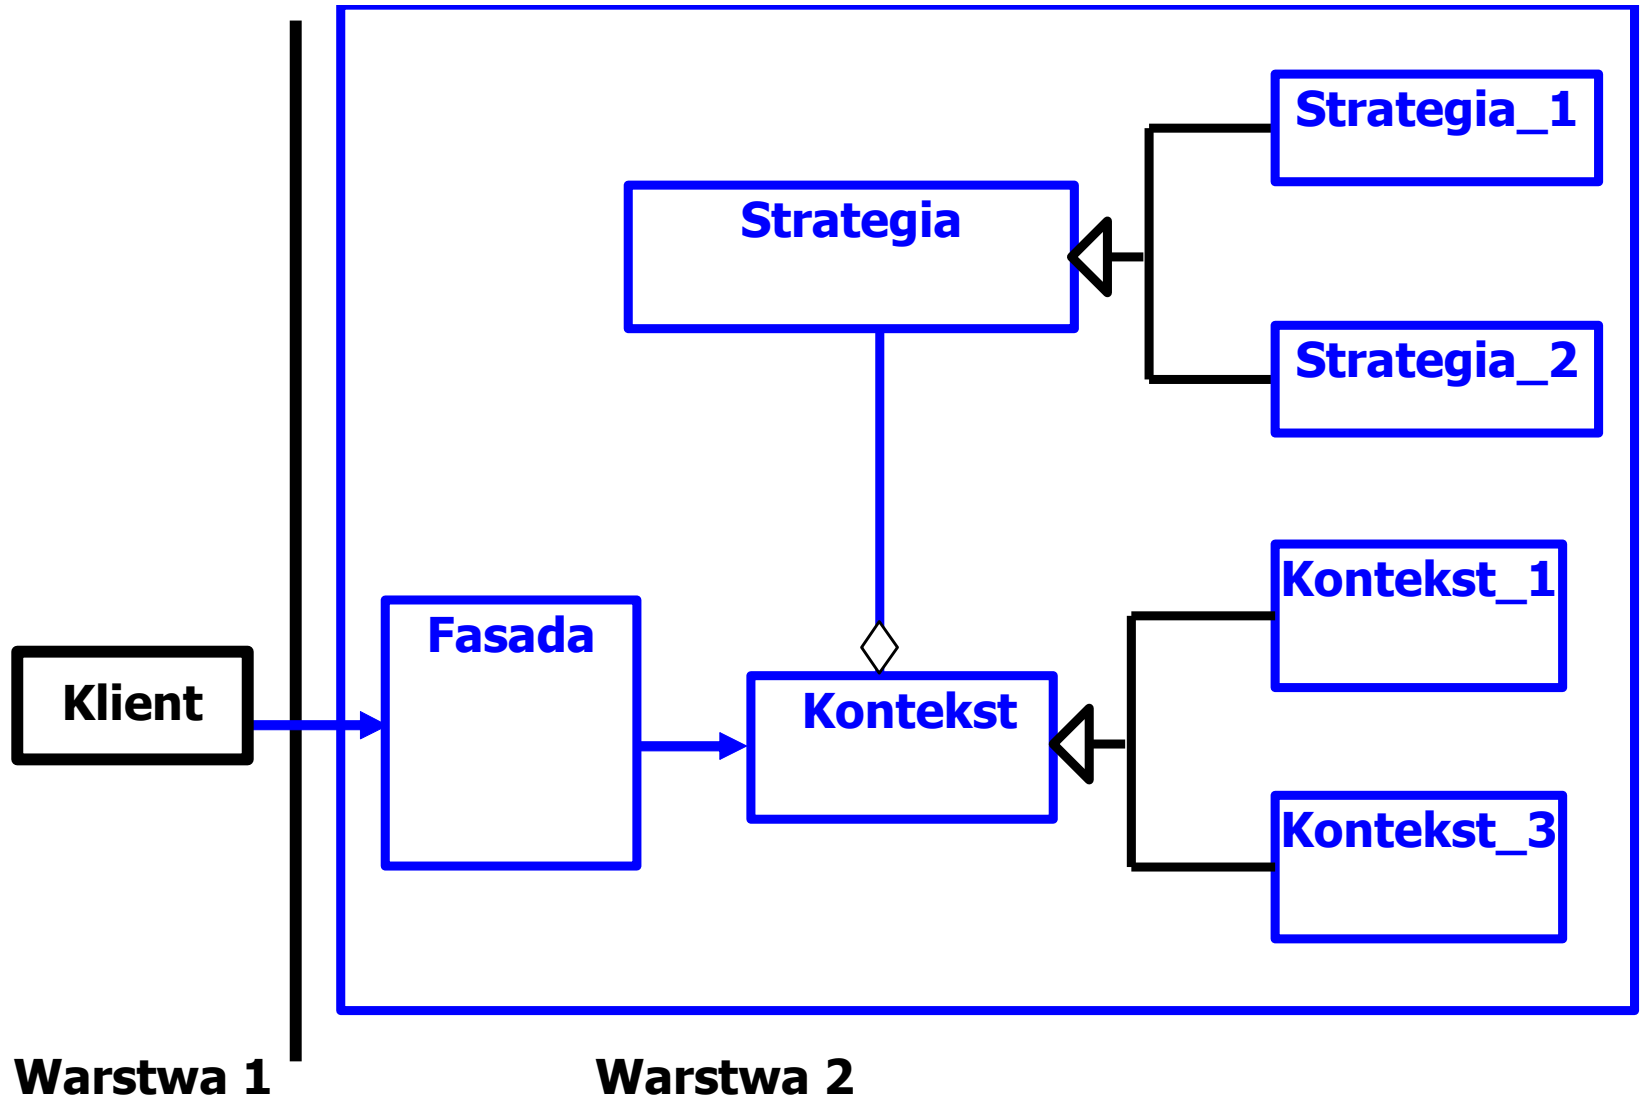 Strategia_1
Strategia
Strategia_2
Kontekst_1
Fasada
Klient
Kontekst
Kontekst_3
Warstwa 1
Warstwa 2